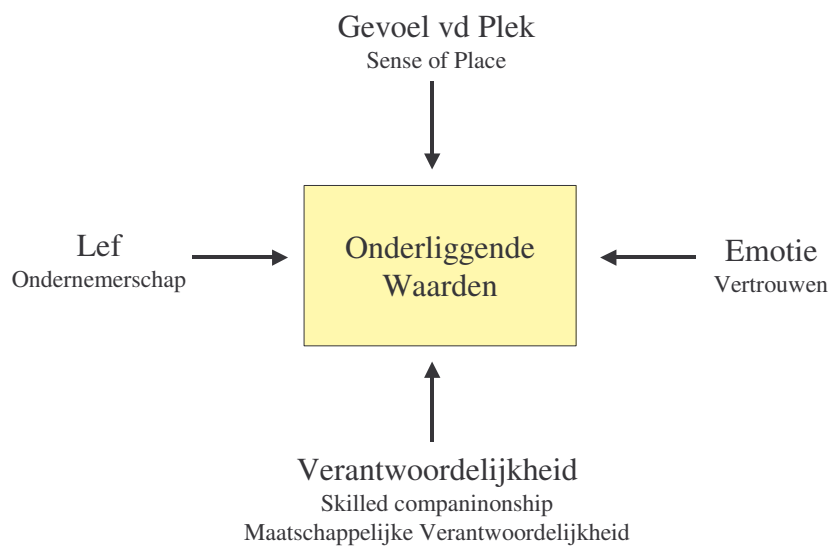 Gevoel vd Plek
Sense of Place
Lef
Ondernemerschap
Onderliggende
Waarden
Emotie
Vertrouwen
Verantwoordelijkheid
Skilled companinonship
Maatschappelijke Verantwoordelijkheid